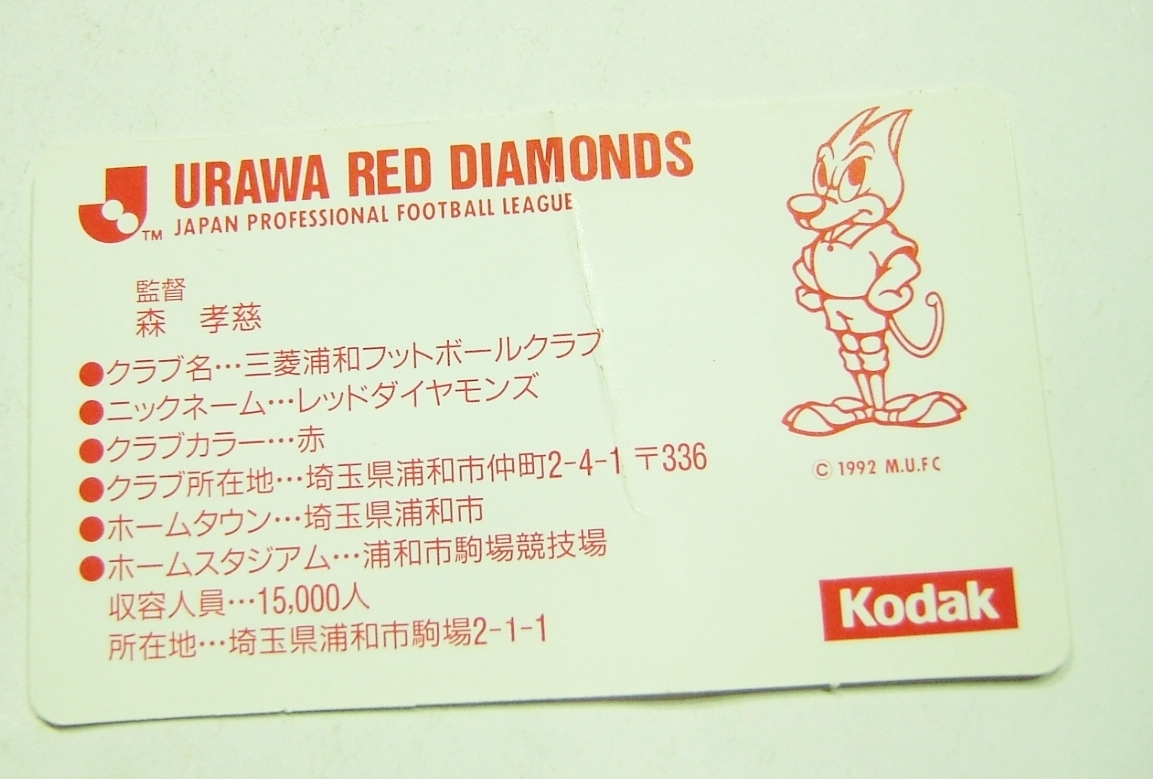 URAWA RED DIAMONDS
TM JAPAN PROFESSIONAL FOOTBALL LEAGUE
監督
森　孝慈
●クラブ名…三菱浦和フットボールクラブ
●ニックネーム…レッドダイヤモンズ
●クラブカラー…赤
●クラブ所在地…埼玉県浦和市仲町2-4-1 〒336
●ホームタウン…埼玉県浦和市
●ホームスタジアム…浦和市駒場競技場
収容人員…15,000人
所在地…埼玉県浦和市駒場2-1-1
© 1992 M.U.FC
Kodak